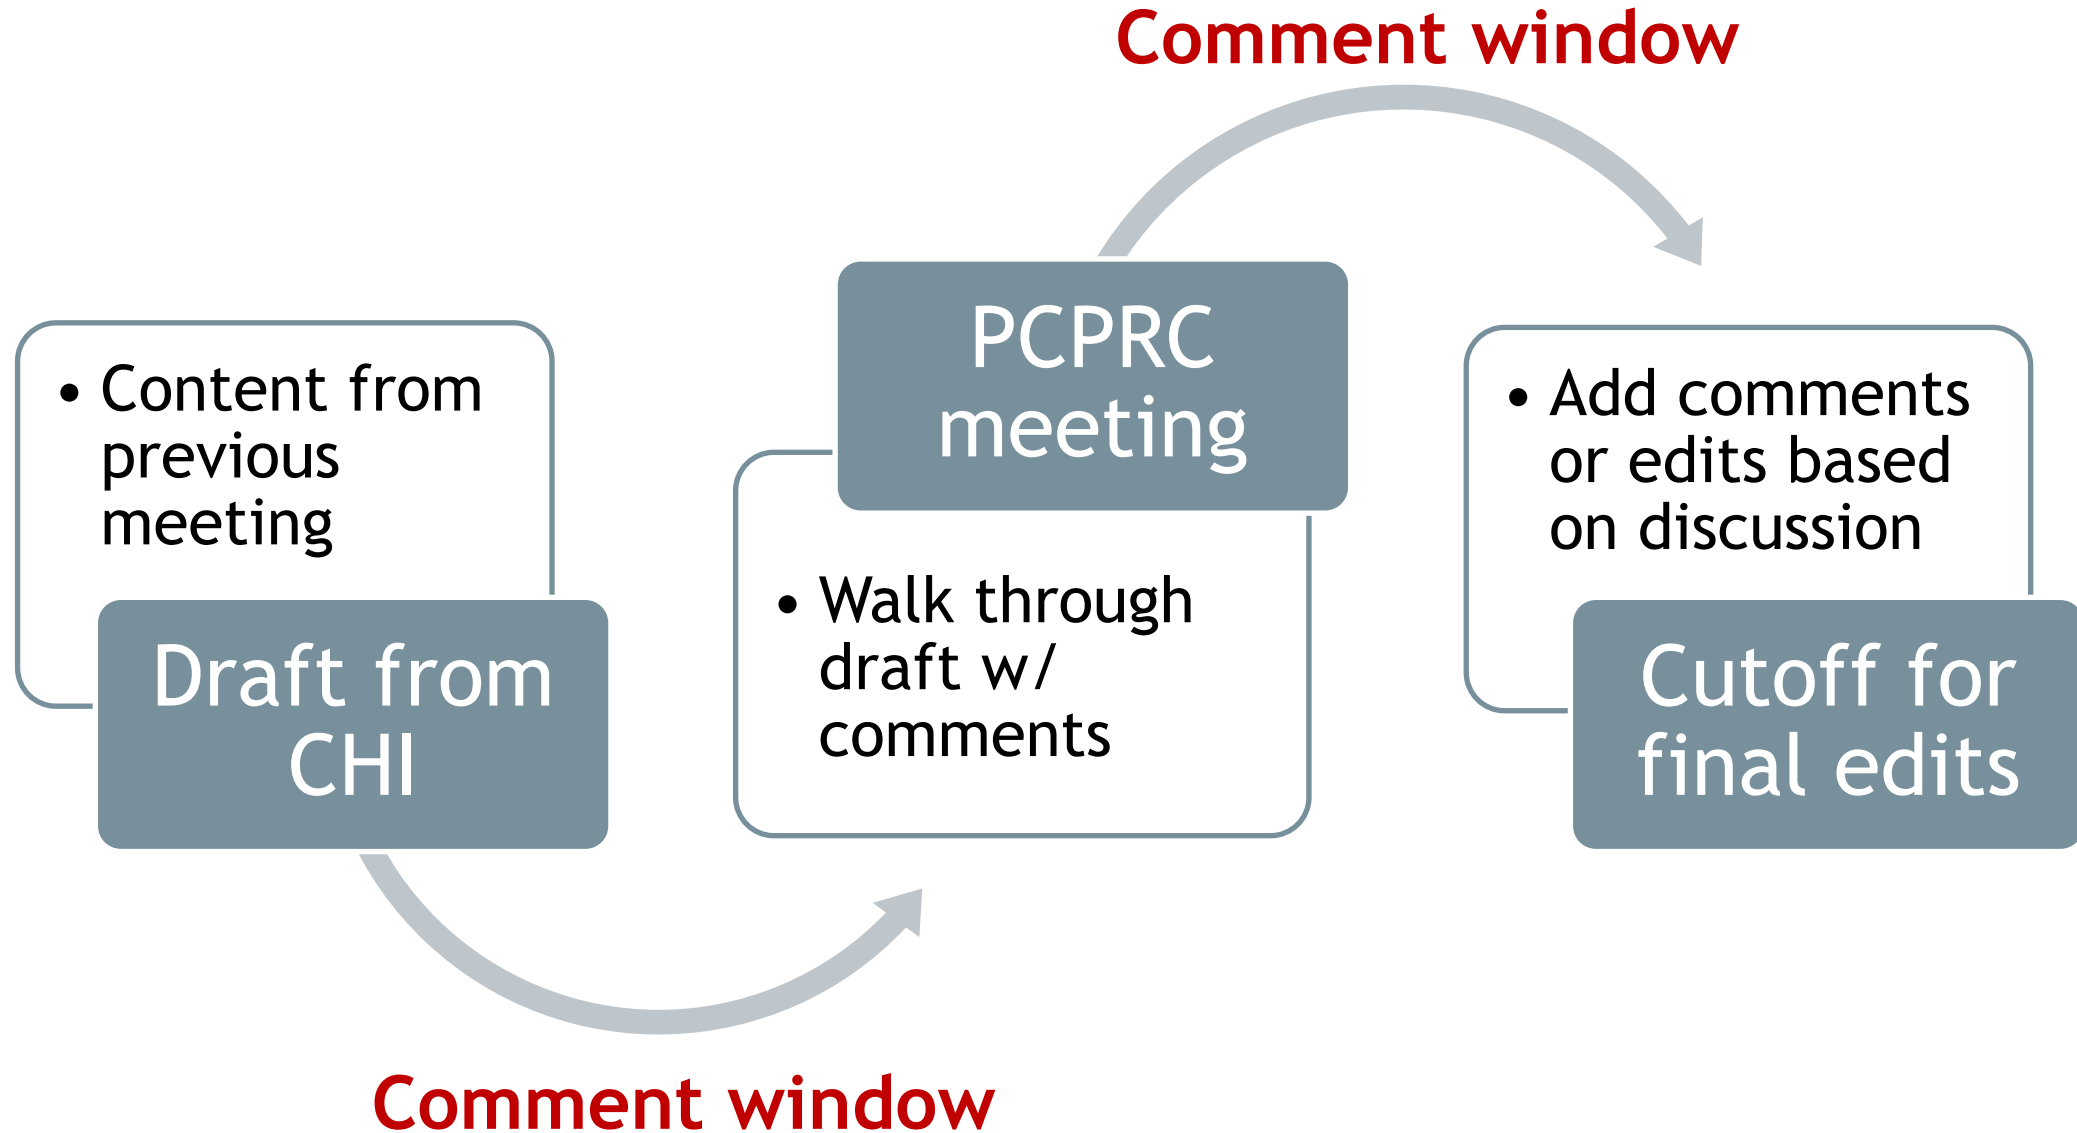 Comment window
• Content from
previous
meeting
Draft from
CHI
PCPRC
meeting
• Walk through
draft w/
comments
• Add comments
or edits based
on discussion
Cutoff for
final edits
Comment window